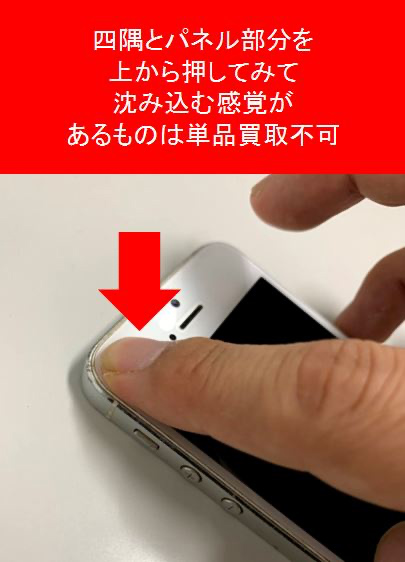 四隅とパネル部分を
上から押してみて
沈み込む感覚が
あるものは単品買取不可